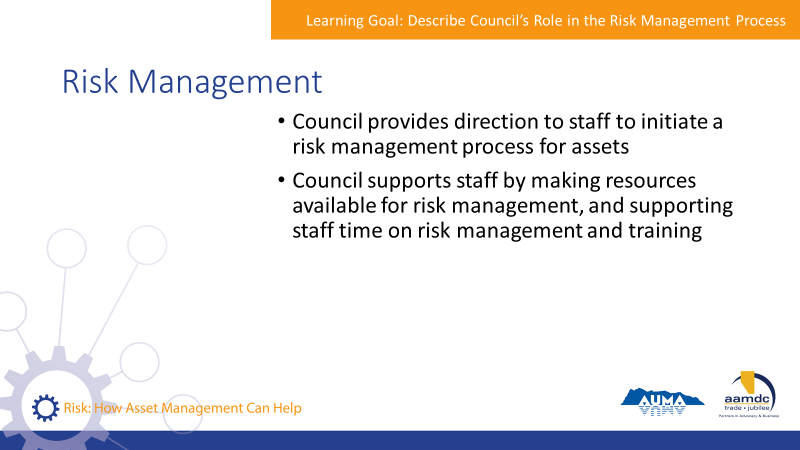 Learning Goal: Describe Council’s Role in the Risk Management Process
Risk Management
• Council provides direction to staff to initiate a
risk management process for assets
• Council supports staff by making resources
available for risk management, and supporting
staff time on risk management and training
Risk: How Asset Management Can Help
AUMA
aamdc
trade • jubilee
Partners in Advocacy & Business